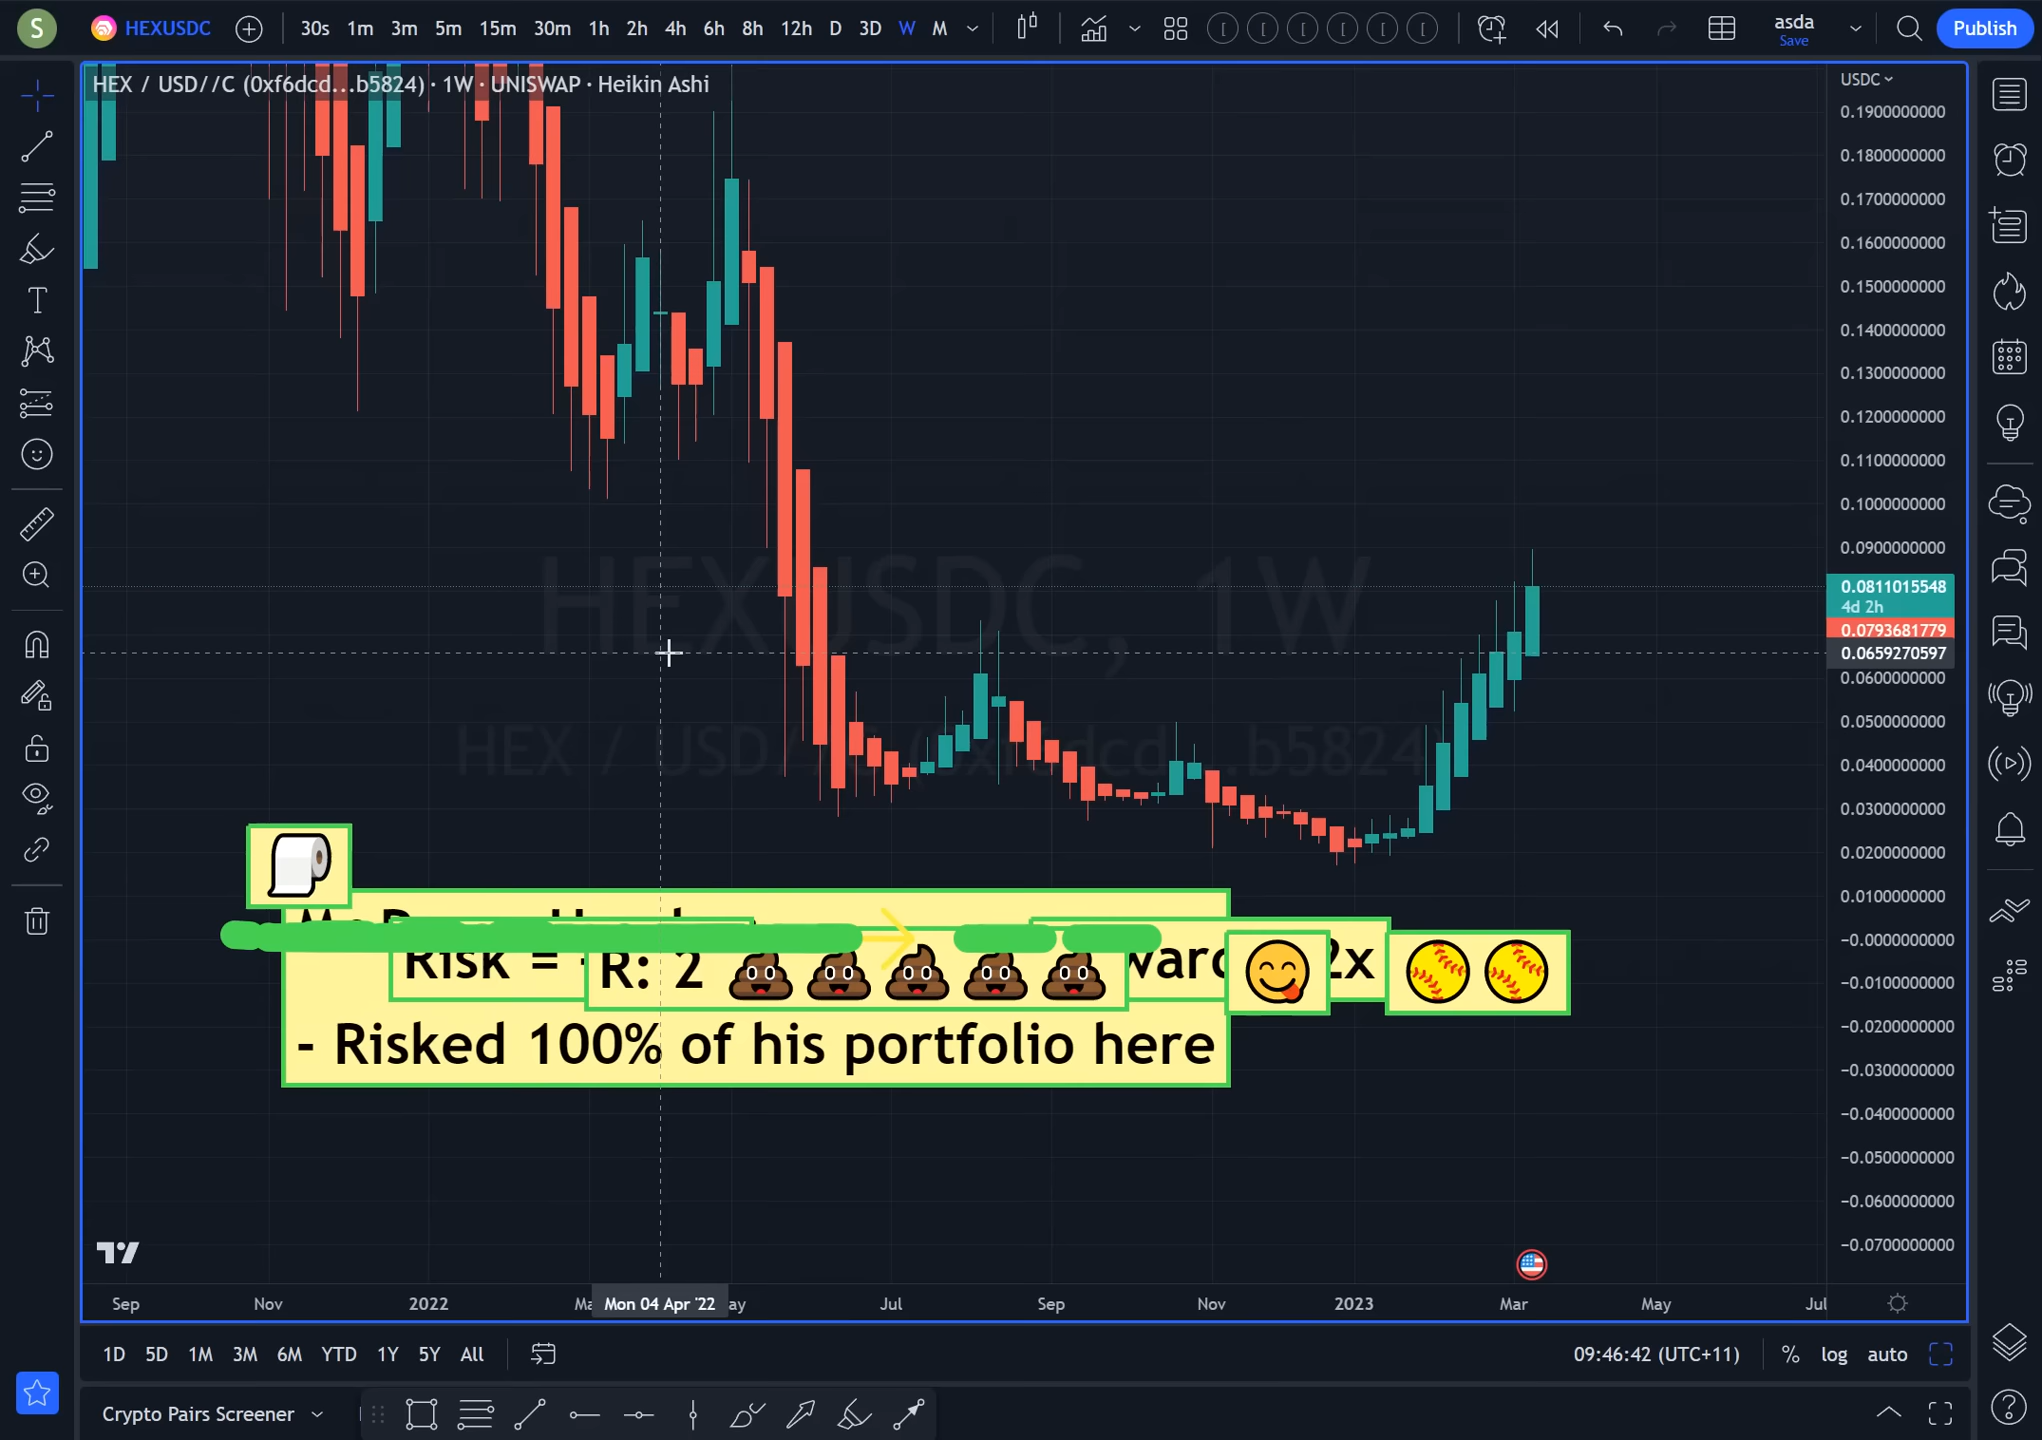 S
HEXUSDC
30s 1m 3m 5m 15m 30m 1h 2h 4h 6h 8h 12h D 3D W M
asda
Save
Publish
HEX / USD//C (0xf6dcd...b5824) · 1W · UNISWAP · Heikin Ashi
USDC
0.1900000000
0.1800000000
0.1700000000
0.1600000000
0.1500000000
0.1400000000
0.1300000000
0.1200000000
0.1100000000
0.1000000000
0.0900000000
0.0811015548
4d 2h
0.0793681779
0.0659270597
0.0600000000
0.0500000000
0.0400000000
0.0300000000
0.0200000000
0.0100000000
−0.0000000000
−0.0100000000
−0.0200000000
−0.0300000000
−0.0400000000
−0.0500000000
−0.0600000000
−0.0700000000
HEXUSDC, 1W
HEX / USD//C (0xf6dcd...b5824)
Risk =
R: 2
2x
- Risked 100% of his portfolio here
Sep Nov 2022 Mon 04 Apr '22 Jul Sep Nov 2023 Mar May Jul
1D 5D 1M 3M 6M YTD 1Y 5Y All
09:46:42 (UTC+11) % log auto
Crypto Pairs Screener